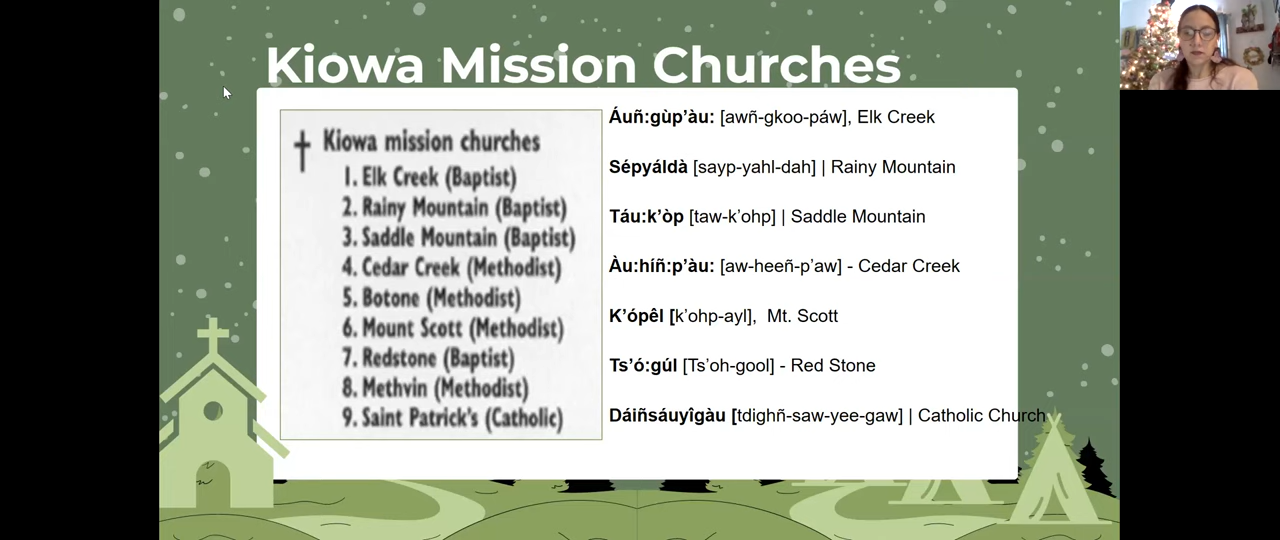 Kiowa Mission Churches
Kiowa mission churches
1. Elk Creek (Baptist)
2. Rainy Mountain (Baptist)
3. Saddle Mountain (Baptist)
4. Cedar Creek (Methodist)
5. Botone (Methodist)
6. Mount Scott (Methodist)
7. Redstone (Baptist)
8. Methvin (Methodist)
9. Saint Patrick's (Catholic)
Áuñ:gùp’àu: [awñ-gkoo-páw], Elk Creek
Sépyáldà [sayp-yahl-dah] | Rainy Mountain
Táu:k’òp [taw-k’ohp] | Saddle Mountain
Àu:híñ:p’àu: [aw-heeñ-p’aw] - Cedar Creek
K’ópêl [k’ohp-ayl], Mt. Scott
Ts’ó:gúl [Ts’oh-gool] - Red Stone
Dáiñsáuyîgàu [tdighñ-saw-yee-gaw] | Catholic Church